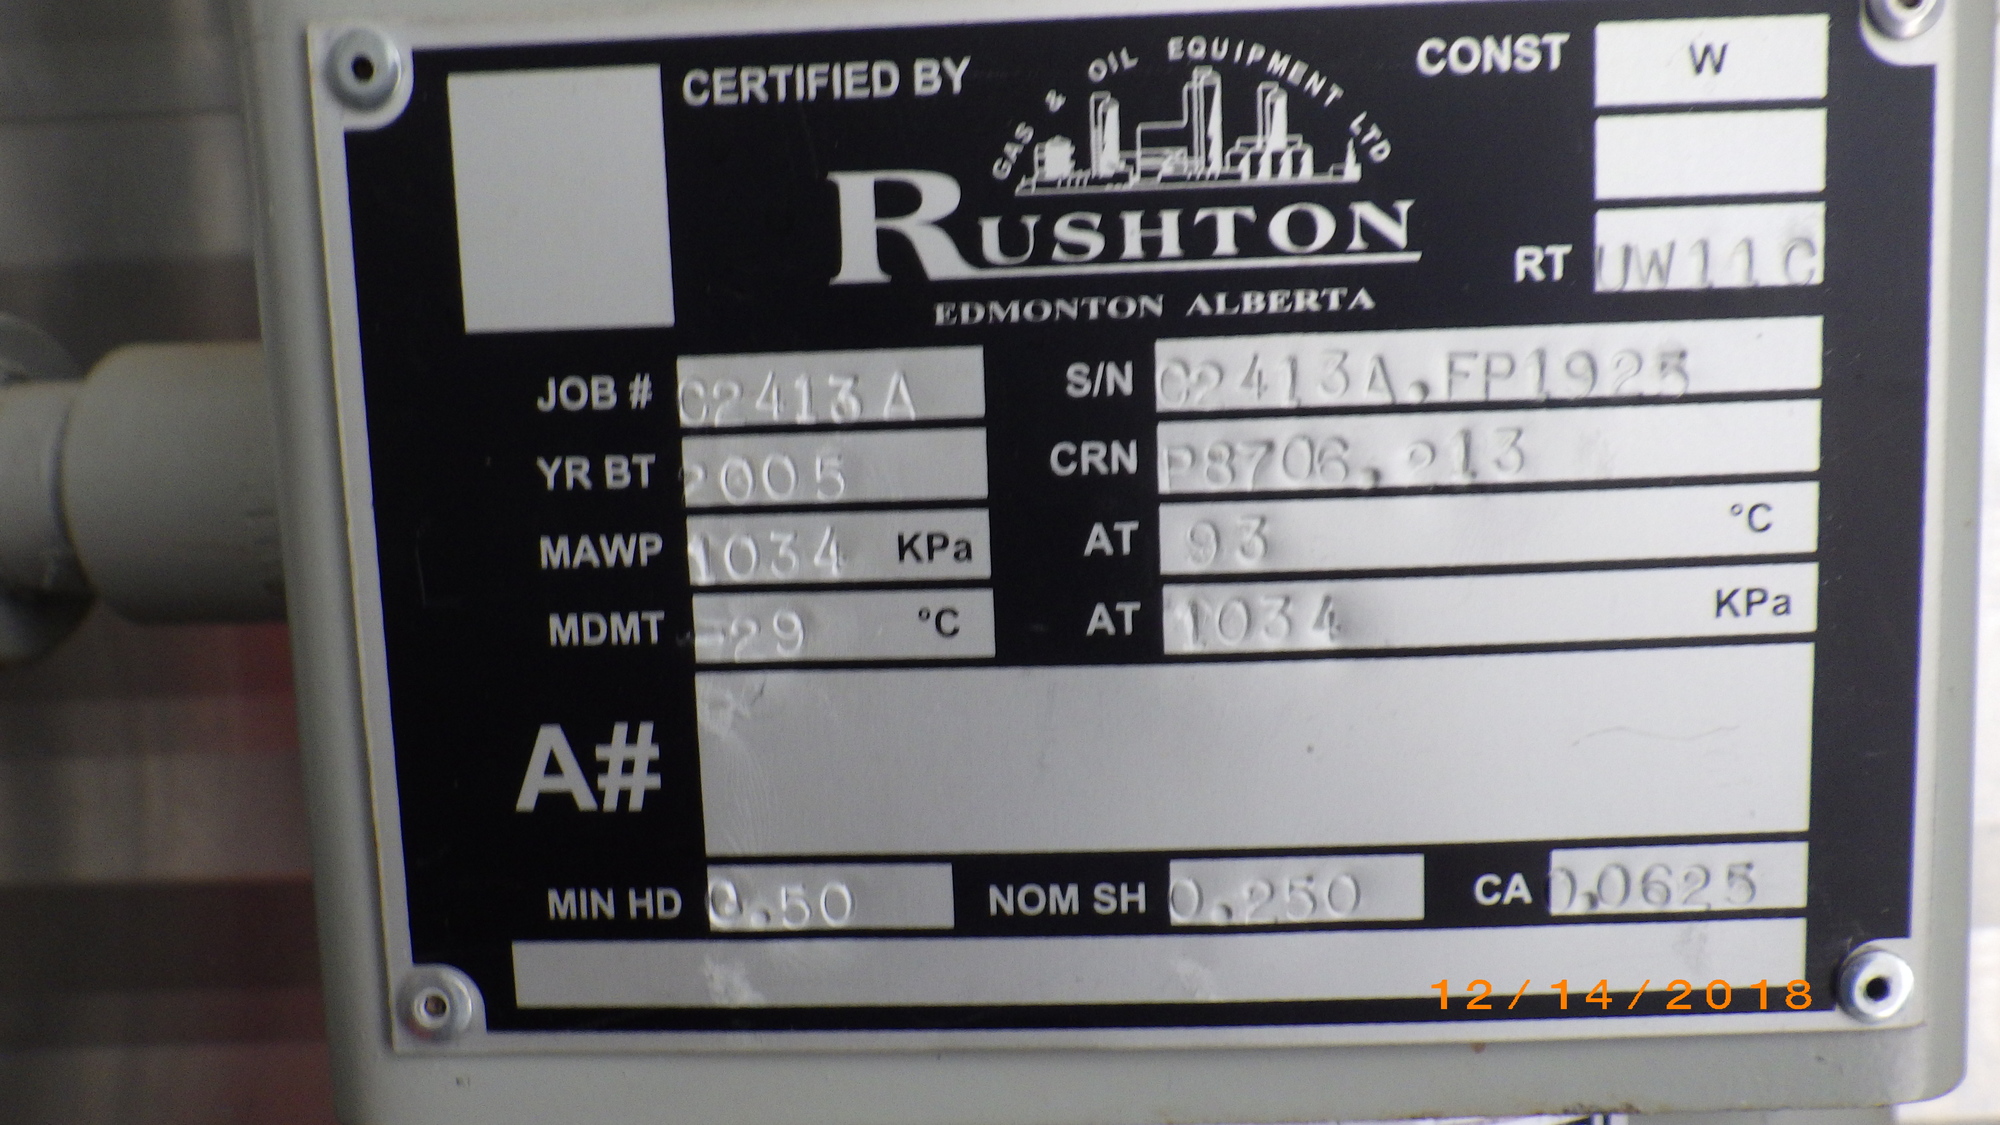 CERTIFIED BY
GAS & OIL EQUIPMENT LTD
RUSHTON
EDMONTON ALBERTA
CONST W
RT UW11C
JOB # C2413A
S/N C2413A,FP1925
YR BT 2005
CRN P8706,213
MAWP 1034 KPa
AT 93 °C
MDMT -29 °C
AT 1034 KPa
A#
MIN HD 0.50
NOM SH 0.250
CA 0.0625
12/14/2018